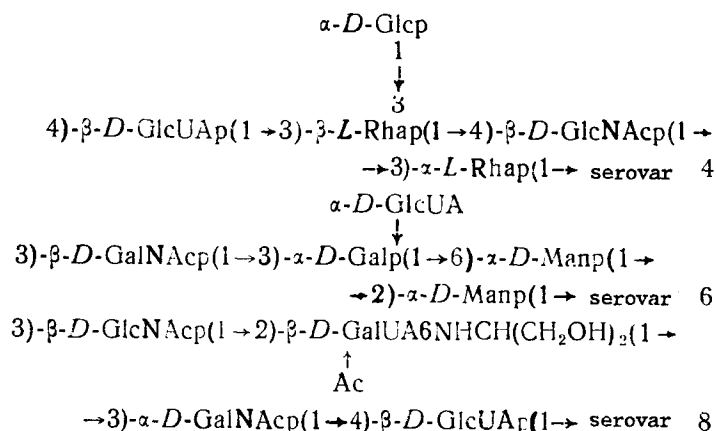 α-D-Glcp
1
↓
3
4)-β-D-GlcUAp(1→3)-β-L-Rhap(1→4)-β-D-GlcNAcp(1→
→3)-α-L-Rhap(1→ serovar 4
α-D-GlcUA
↓
3)-β-D-GalNAcp(1→3)-α-D-Galp(1→6)-α-D-Manp(1→
→2)-α-D-Manp(1→ serovar 6
3)-β-D-GlcNAcp(1→2)-β-D-GalUA6NHCH(CH₂OH)₂(1→
↑
Ac
→3)-α-D-GalNAcp(1→4)-β-D-GlcUAp(1→ serovar 8